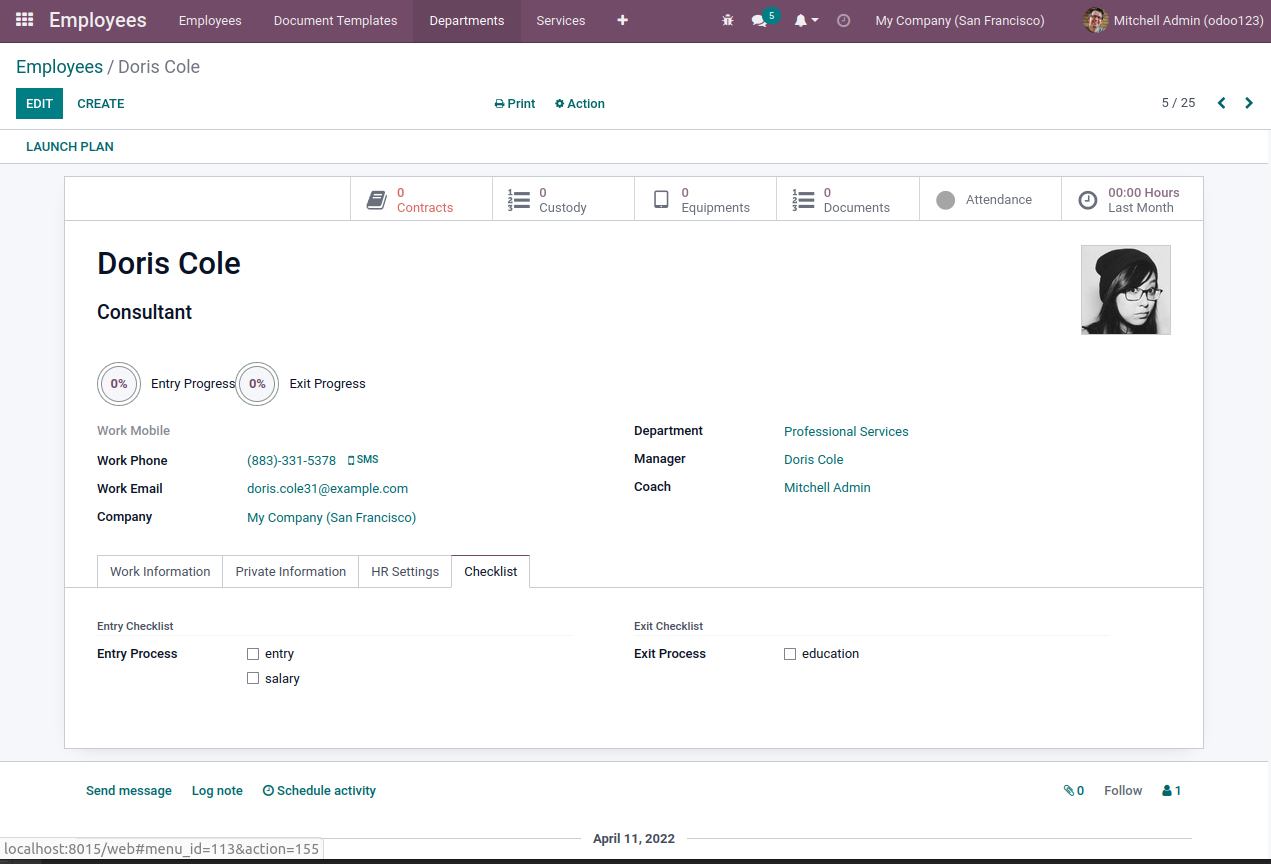 Employees Employees Document Templates Departments Services + 5 My Company (San Francisco) Mitchell Admin (odoo123)
Employees / Doris Cole
EDIT CREATE Print Action 5 / 25
LAUNCH PLAN
0 Contracts
0 Custody
0 Equipments
0 Documents
Attendance
00:00 Hours Last Month
Doris Cole
Consultant
0% Entry Progress 0% Exit Progress
Work Mobile
Work Phone (883)-331-5378 SMS
Work Email doris.cole31@example.com
Company My Company (San Francisco)
Department Professional Services
Manager Doris Cole
Coach Mitchell Admin
Work Information Private Information HR Settings Checklist
Entry Checklist
Entry Process entry
salary
Exit Checklist
Exit Process education
Send message Log note Schedule activity 0 Follow 1
April 11, 2022
localhost:8015/web#menu_id=113&action=155